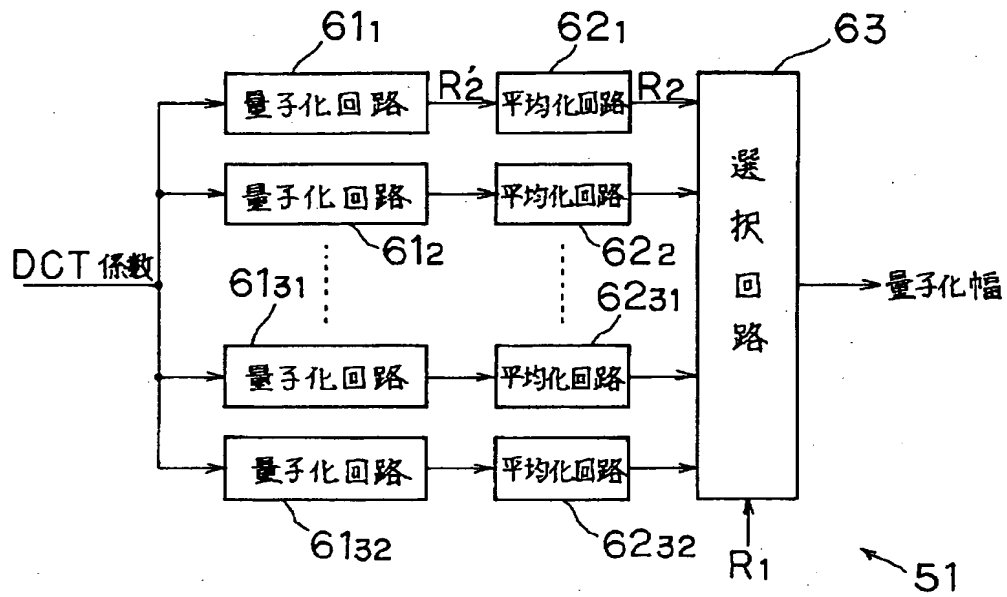 61₁
62₁
63
量子化回路
R2′
平均化回路
R2
量子化回路
平均化回路
61₂
62₂
DCT 係数
選択回路
量子化幅
61₃₁
62₃₁
量子化回路
平均化回路
量子化回路
平均化回路
61₃₂
62₃₂
R1
51